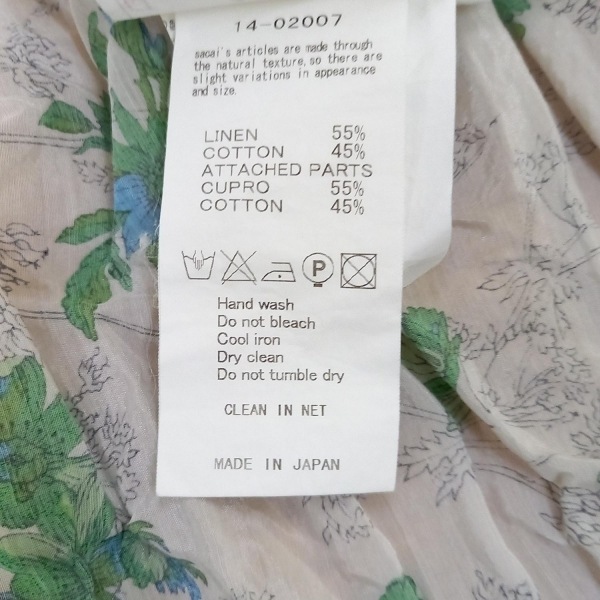 14-02007
sacai's articles are made through
the natural texture, so there are
slight variations in appearance
and size.
LINEN 55%
COTTON 45%
ATTACHED PARTS
CUPRO 55%
COTTON 45%
P
Hand wash
Do not bleach
Cool iron
Dry clean
Do not tumble dry
CLEAN IN NET
MADE IN JAPAN